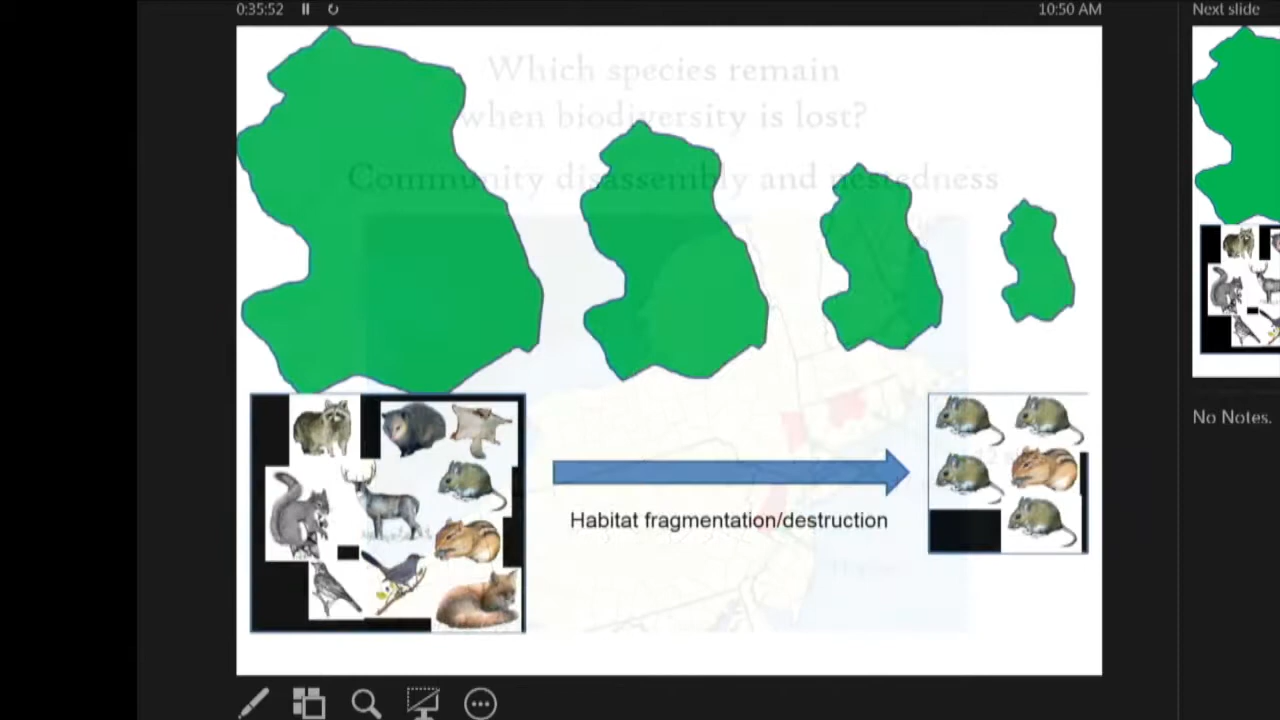 0:35:52
10:50 AM
Next slide
Which species remain
when biodiversity is lost?
Community disassembly and nestedness
Habitat fragmentation/destruction
No Notes.